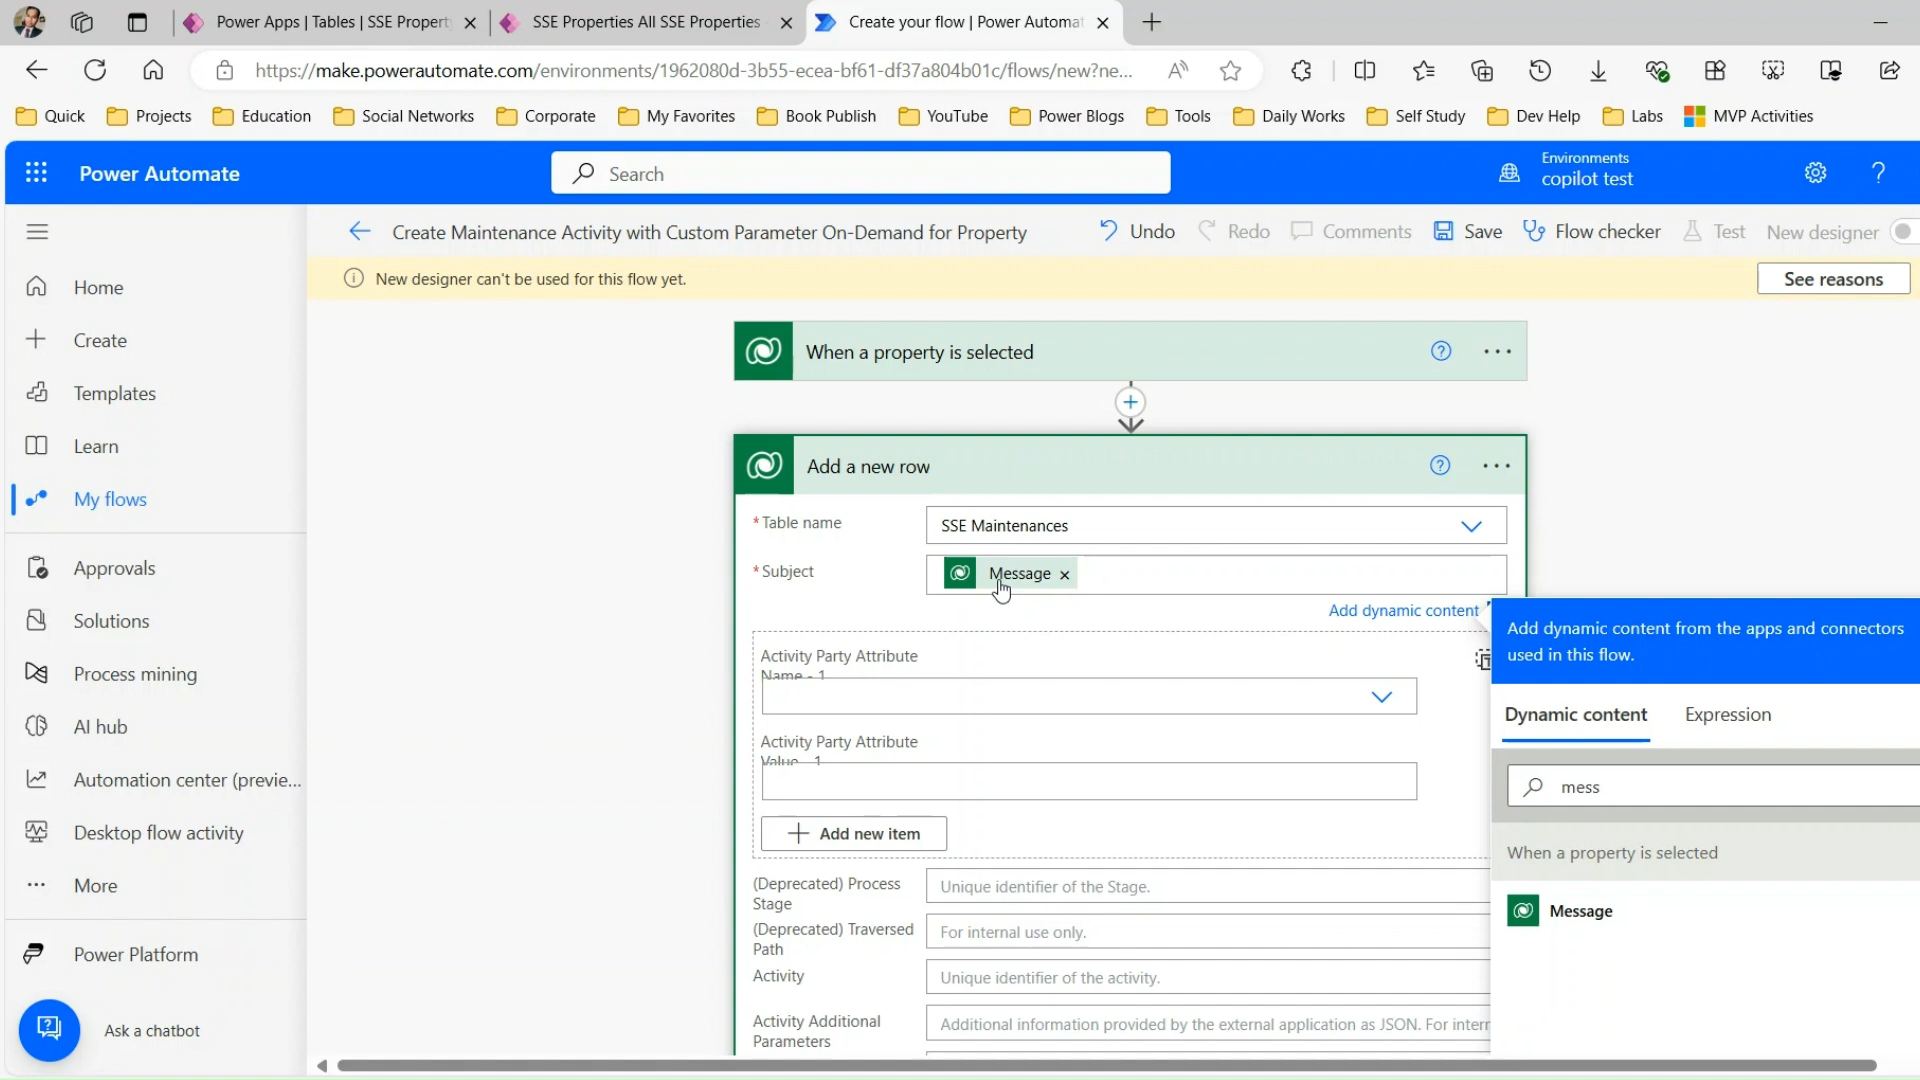 Power Apps | Tables | SSE Propert
SSE Properties All SSE Properties
Create your flow | Power Automat
https://make.powerautomate.com/environments/1962080d-3b55-ecea-bf61-df37a804b01c/flows/new?ne...
Quick
Projects
Education
Social Networks
Corporate
My Favorites
Book Publish
YouTube
Power Blogs
Tools
Daily Works
Self Study
Dev Help
Labs
MVP Activities
Power Automate
Search
Environments
copilot test
Create Maintenance Activity with Custom Parameter On-Demand for Property
Undo
Redo
Comments
Save
Flow checker
Test
New designer
New designer can't be used for this flow yet.
See reasons
Home
Create
Templates
Learn
My flows
Approvals
Solutions
Process mining
AI hub
Automation center (previe...
Desktop flow activity
More
Power Platform
Ask a chatbot
When a property is selected
Add a new row
*Table name
SSE Maintenances
*Subject
Message
Add dynamic content
Activity Party Attribute
Name - 1
Activity Party Attribute
Value - 1
Add new item
(Deprecated) Process
Stage
Unique identifier of the Stage.
(Deprecated) Traversed
Path
For internal use only.
Activity
Unique identifier of the activity.
Activity Additional
Parameters
Additional information provided by the external application as JSON. For interr
Add dynamic content from the apps and connectors
used in this flow.
Dynamic content
Expression
mess
When a property is selected
Message